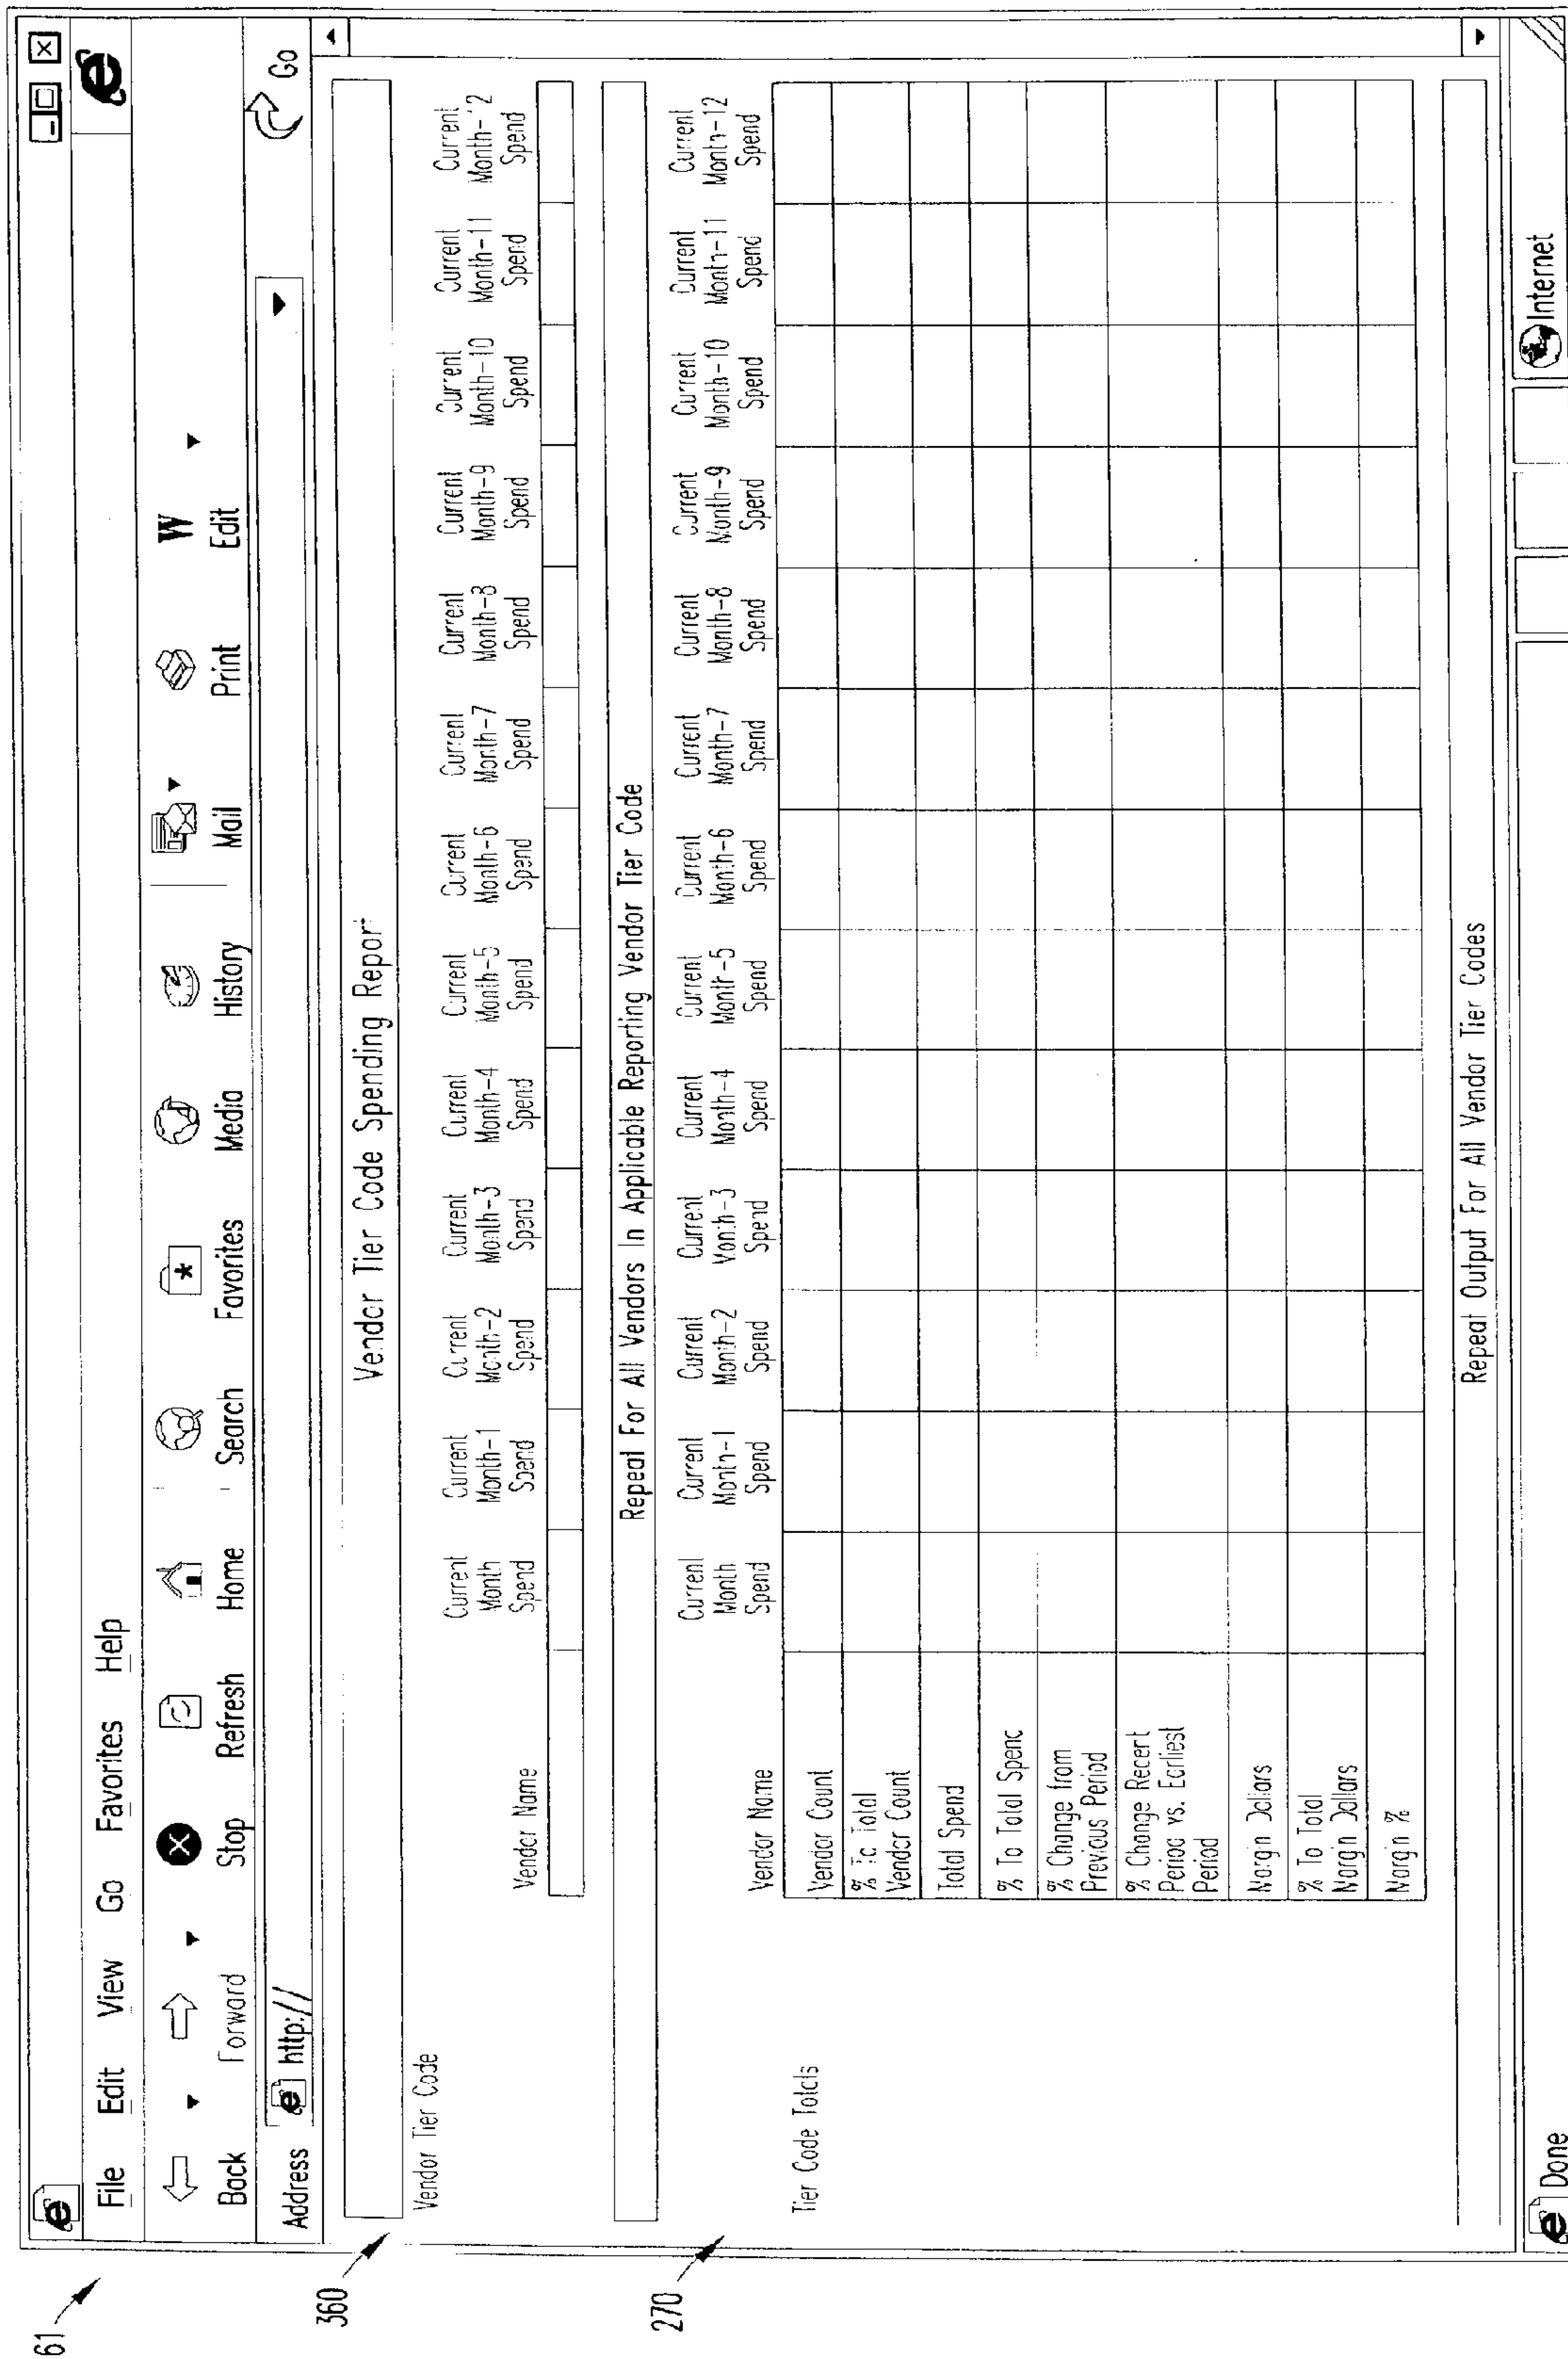 61
File Edit View Go Favorites Help
Back Forward Stop Refresh Home Search Favorites Media History Mail Print Edit
W
Address http:// Go
360
Vendor Tier Code Spending Report
Vendor Tier Code
Vendor Name
Current Month Spend
Current Month-1 Spend
Current Month-2 Spend
Current Month-3 Spend
Current Month-4 Spend
Current Month-5 Spend
Current Month-6 Spend
Current Month-7 Spend
Current Month-8 Spend
Current Month-9 Spend
Current Month-10 Spend
Current Month-11 Spend
Current Month-12 Spend
Repeat For All Vendors In Applicable Reporting Vendor Tier Code
270
Vendor Name
Current Month Spend
Current Month-1 Spend
Current Month-2 Spend
Current Month-3 Spend
Current Month-4 Spend
Current Month-5 Spend
Current Month-6 Spend
Current Month-7 Spend
Current Month-8 Spend
Current Month-9 Spend
Current Month-10 Spend
Current Month-11 Spend
Current Month-12 Spend
Tier Code Totals
Vendor Count
% To Total
Vendor Count
Total Spend
% To Total Spend
% Change from
Previous Period
% Change Recent
Period vs. Earliest
Period
Margin Dollars
% To Total
Margin Dollars
Margin %
Repeat Output For All Vendor Tier Codes
Done
Internet